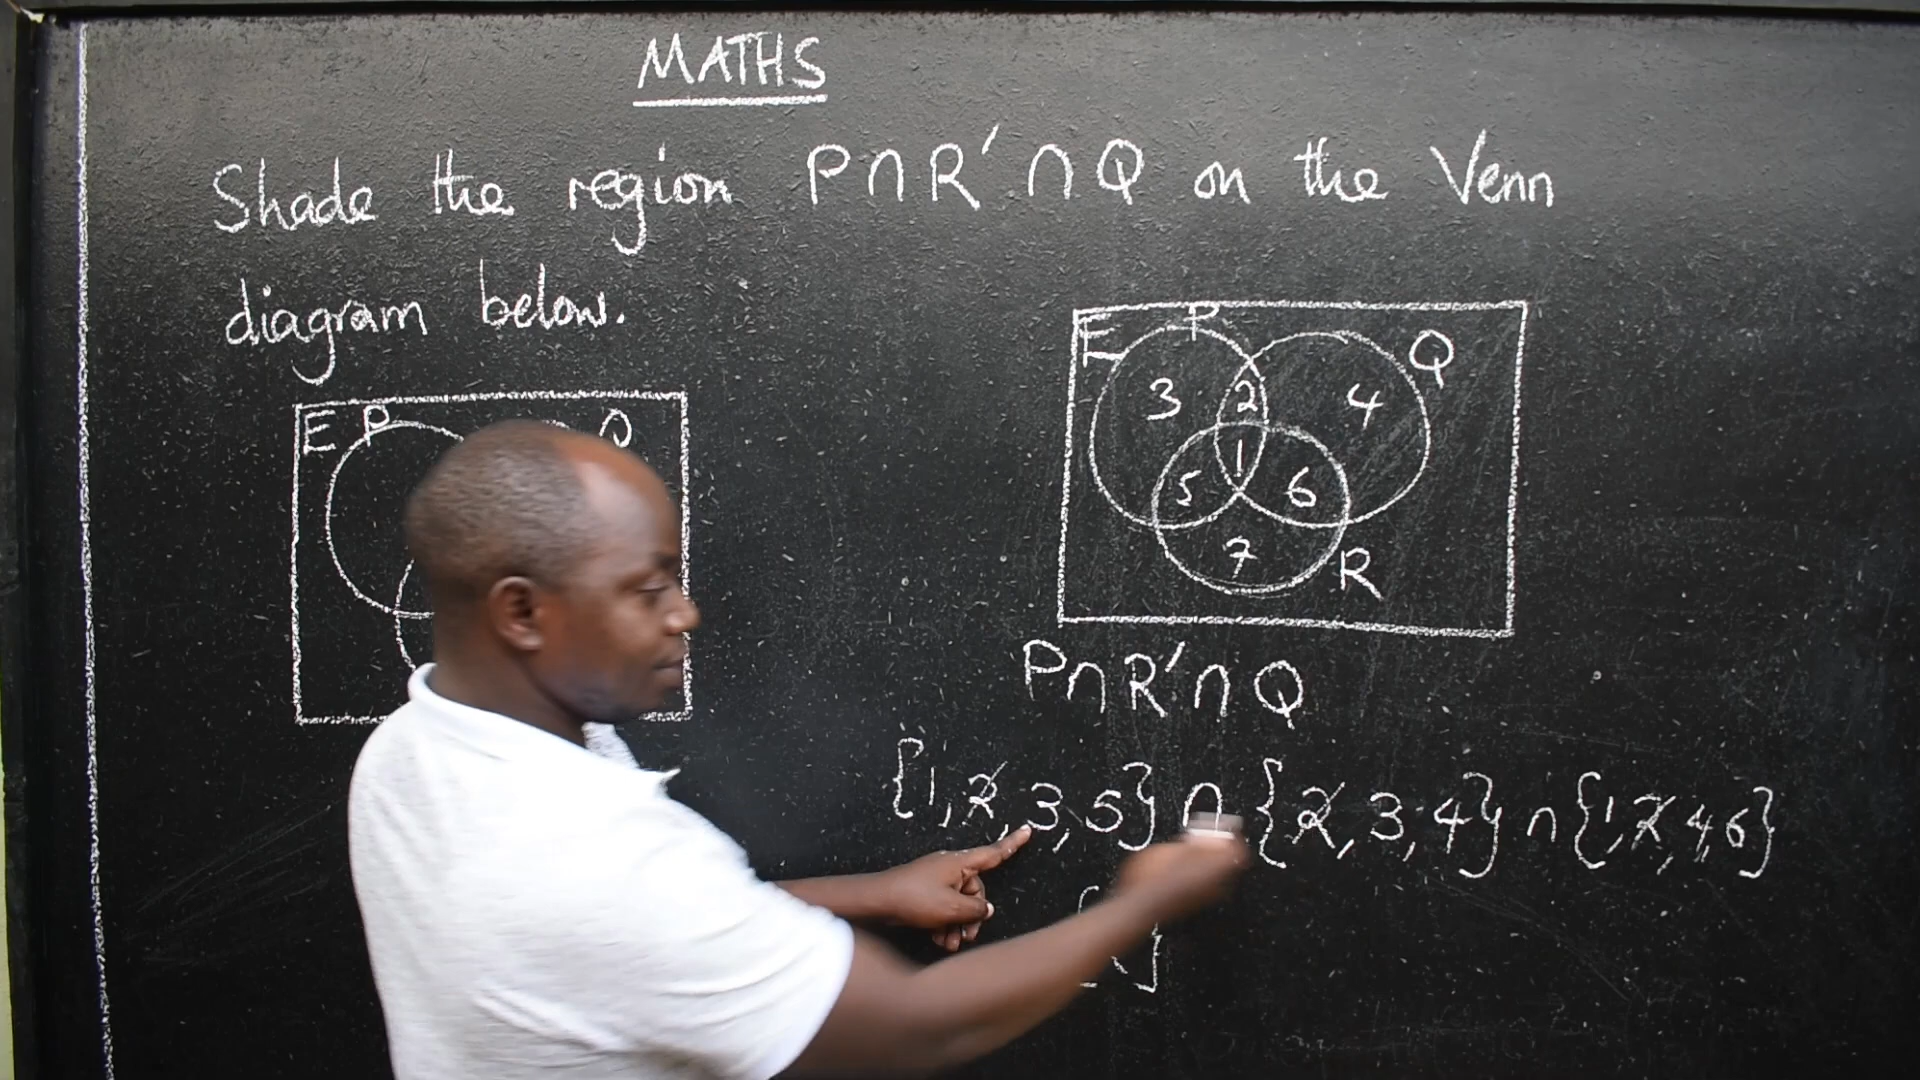 MATHS
Shade the region P∩R′∩Q on the Venn
diagram below.
E P Q
E P Q
3 2 4
1
5 6
7 R
P∩R′∩Q
{1,2,3,5}∩{2,3,4}∩{1,2,4,6}
{ }